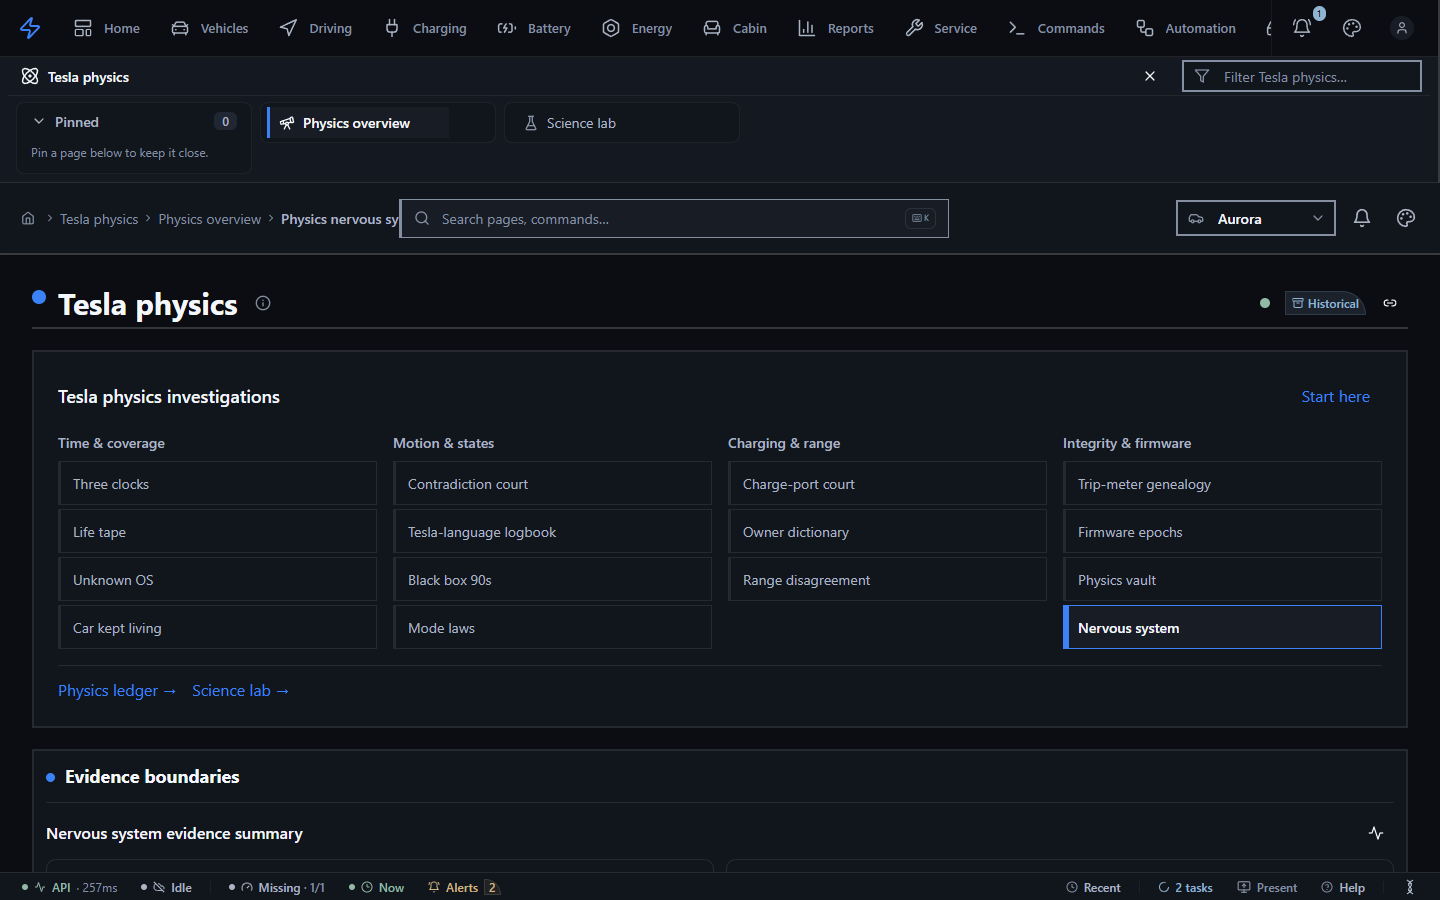 Home Vehicles Driving Charging Battery Energy Cabin Reports Service Commands Automation 1
Tesla physics
Filter Tesla physics...
Pinned 0
Pin a page below to keep it close.
Physics overview
Science lab
Tesla physics > Physics overview > Physics nervous sy
Search pages, commands...
K
Aurora
Tesla physics
Historical
Tesla physics investigations
Start here
Time & coverage
Three clocks
Life tape
Unknown OS
Car kept living
Motion & states
Contradiction court
Tesla-language logbook
Black box 90s
Mode laws
Charging & range
Charge-port court
Owner dictionary
Range disagreement
Integrity & firmware
Trip-meter genealogy
Firmware epochs
Physics vault
Nervous system
Physics ledger → Science lab →
Evidence boundaries
Nervous system evidence summary
API · 257ms Idle Missing · 1/1 Now Alerts 2 Recent 2 tasks Present Help